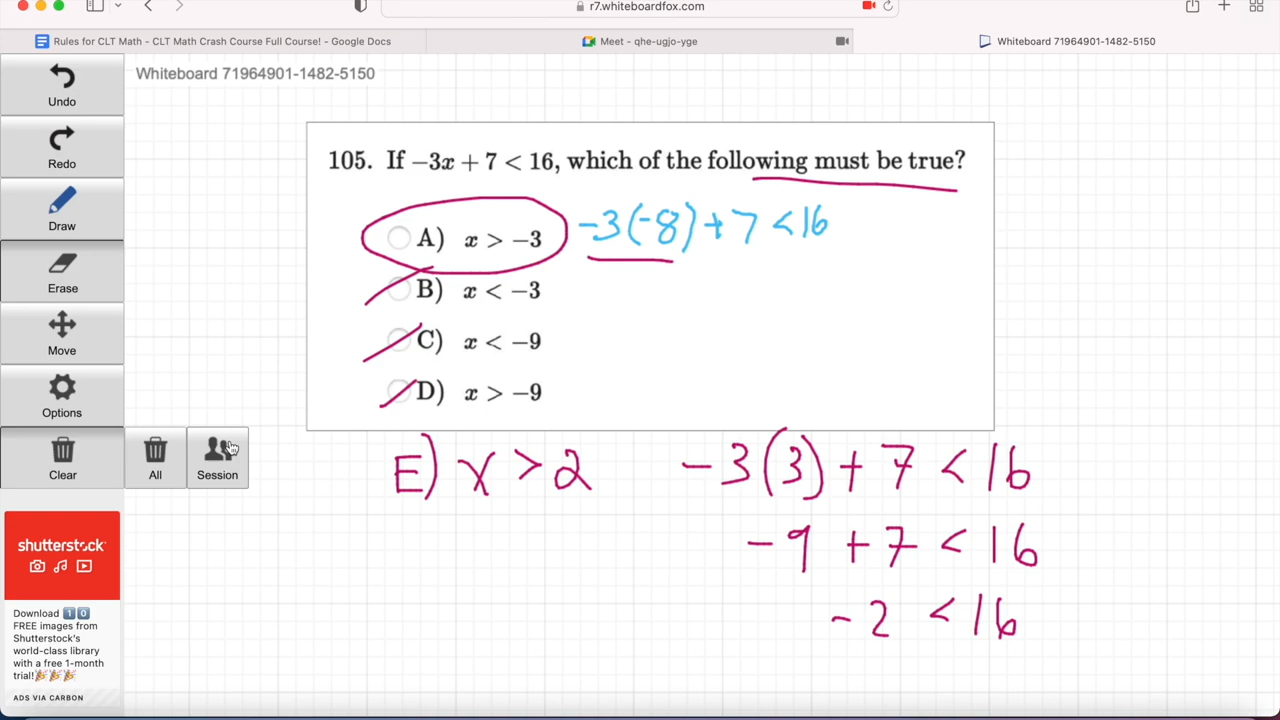 r7.whiteboardfox.com
Rules for CLT Math - CLT Math Crash Course Full Course! - Google Docs
Meet - qhe-ugjo-yge
Whiteboard 71964901-1482-5150
Whiteboard 71964901-1482-5150
Undo
Redo
Draw
Erase
Move
Options
Clear
All
Session
105. If −3x + 7 < 16, which of the following must be true?
A) x > −3
-3(-8)+7<16
B) x < −3
C) x < −9
D) x > −9
E) x > 2
-3(3) + 7 < 16
-9 + 7 < 16
-2 < 16
shutterstock
Download 1️⃣0️⃣
FREE images from
Shutterstock's
world-class library
with a free 1-month
trial!🎉🎉🎉
ADS VIA CARBON